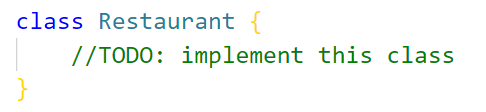 class Restaurant {
    //TODO: implement this class
}